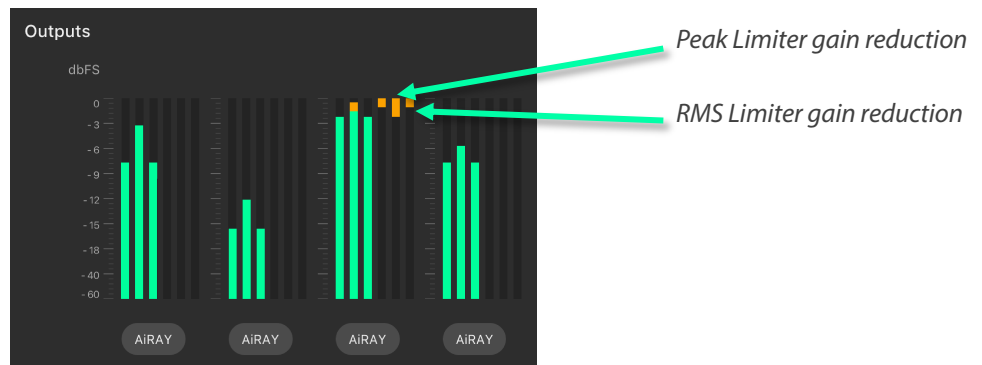 Outputs
dbFS
0
-3
-6
-9
-12
-15
-18
-40
-60
AiRAY
AiRAY
AiRAY
AiRAY
Peak Limiter gain reduction
RMS Limiter gain reduction